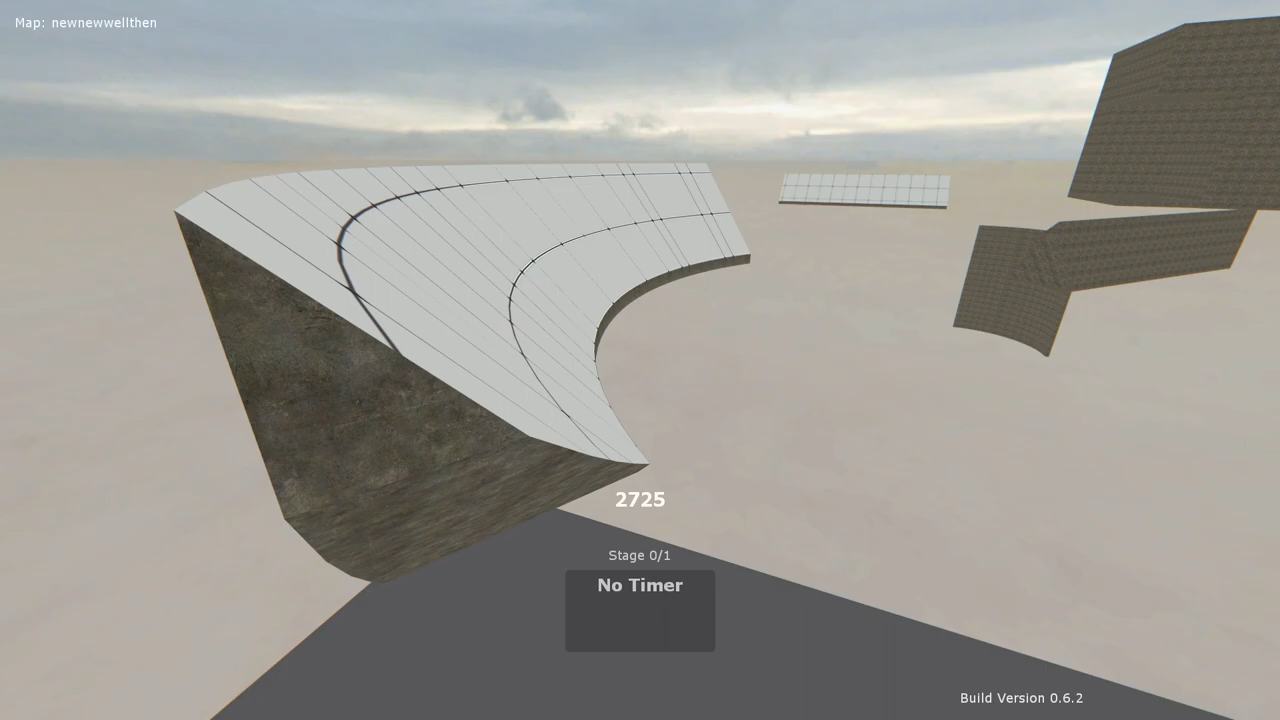 Map: newnewwellthen
2725
Stage 0/1
No Timer
Build Version 0.6.2